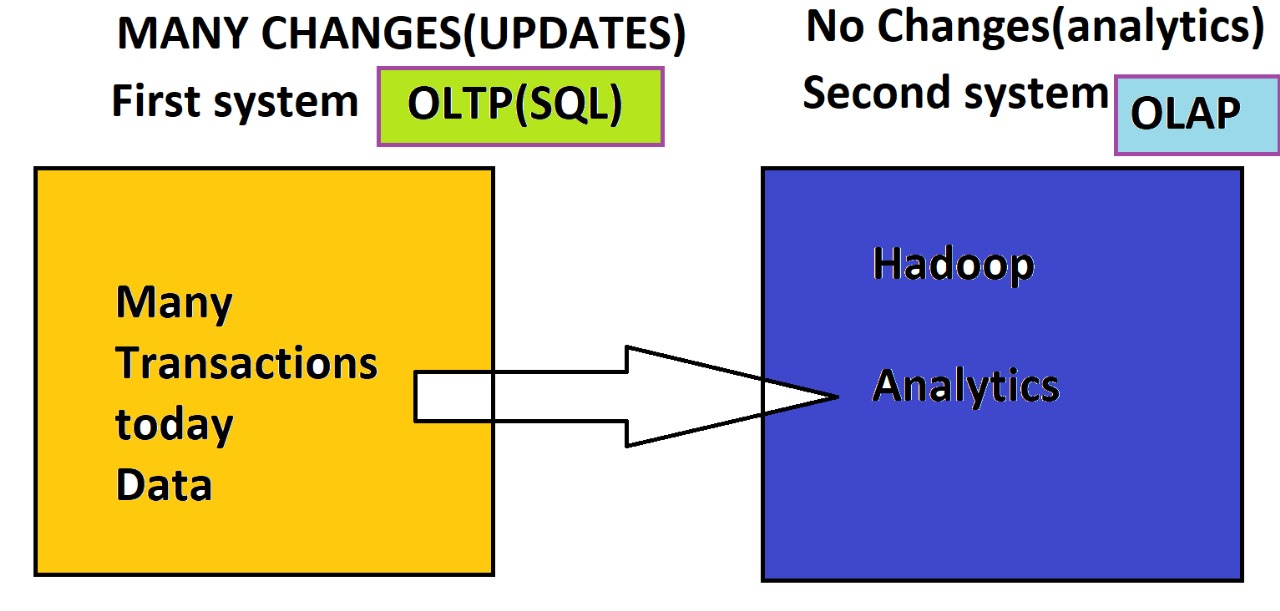 MANY CHANGES(UPDATES)
First system OLTP(SQL)
Many
Transactions
today
Data
No Changes(analytics)
Second system OLAP
Hadoop
Analytics